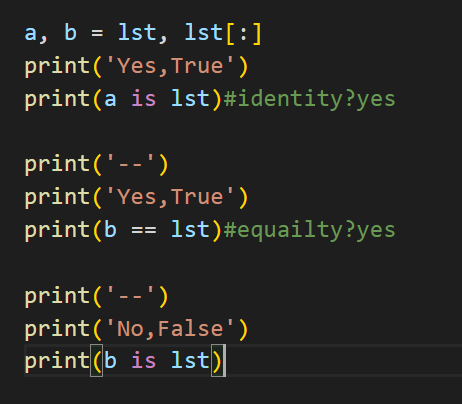 a, b = lst, lst[:]
print('Yes,True')
print(a is lst)#identity?yes
print('--')
print('Yes,True')
print(b == lst)#equailty?yes
print('--')
print('No,False')
print(b is lst)